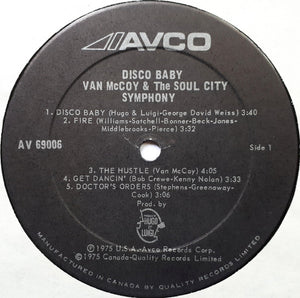 AVCO
DISCO BABY
VAN McCOY & The SOUL CITY
SYMPHONY
1. DISCO BABY (Hugo & Luigi-George David Weiss) 3:40
2. FIRE (Williams-Satchell-Bonner-Beck-Jones-
Middlebrooks-Pierce) 3:32
AV 69006
Side 1
3. THE HUSTLE (Van McCoy) 4:05
4. GET DANCIN' (Bob Crewe-Kenny Nolan) 3:33
5. DOCTOR'S ORDERS (Stephens-Greenaway-
Cook) 3:06
Prod. by
HUGO
&
LUIGI
© 1975 U.S.A. Avco Records Corp.
© 1975 Canada-Quality Records Limited
MANUFACTURED IN CANADA BY QUALITY RECORDS LIMITED